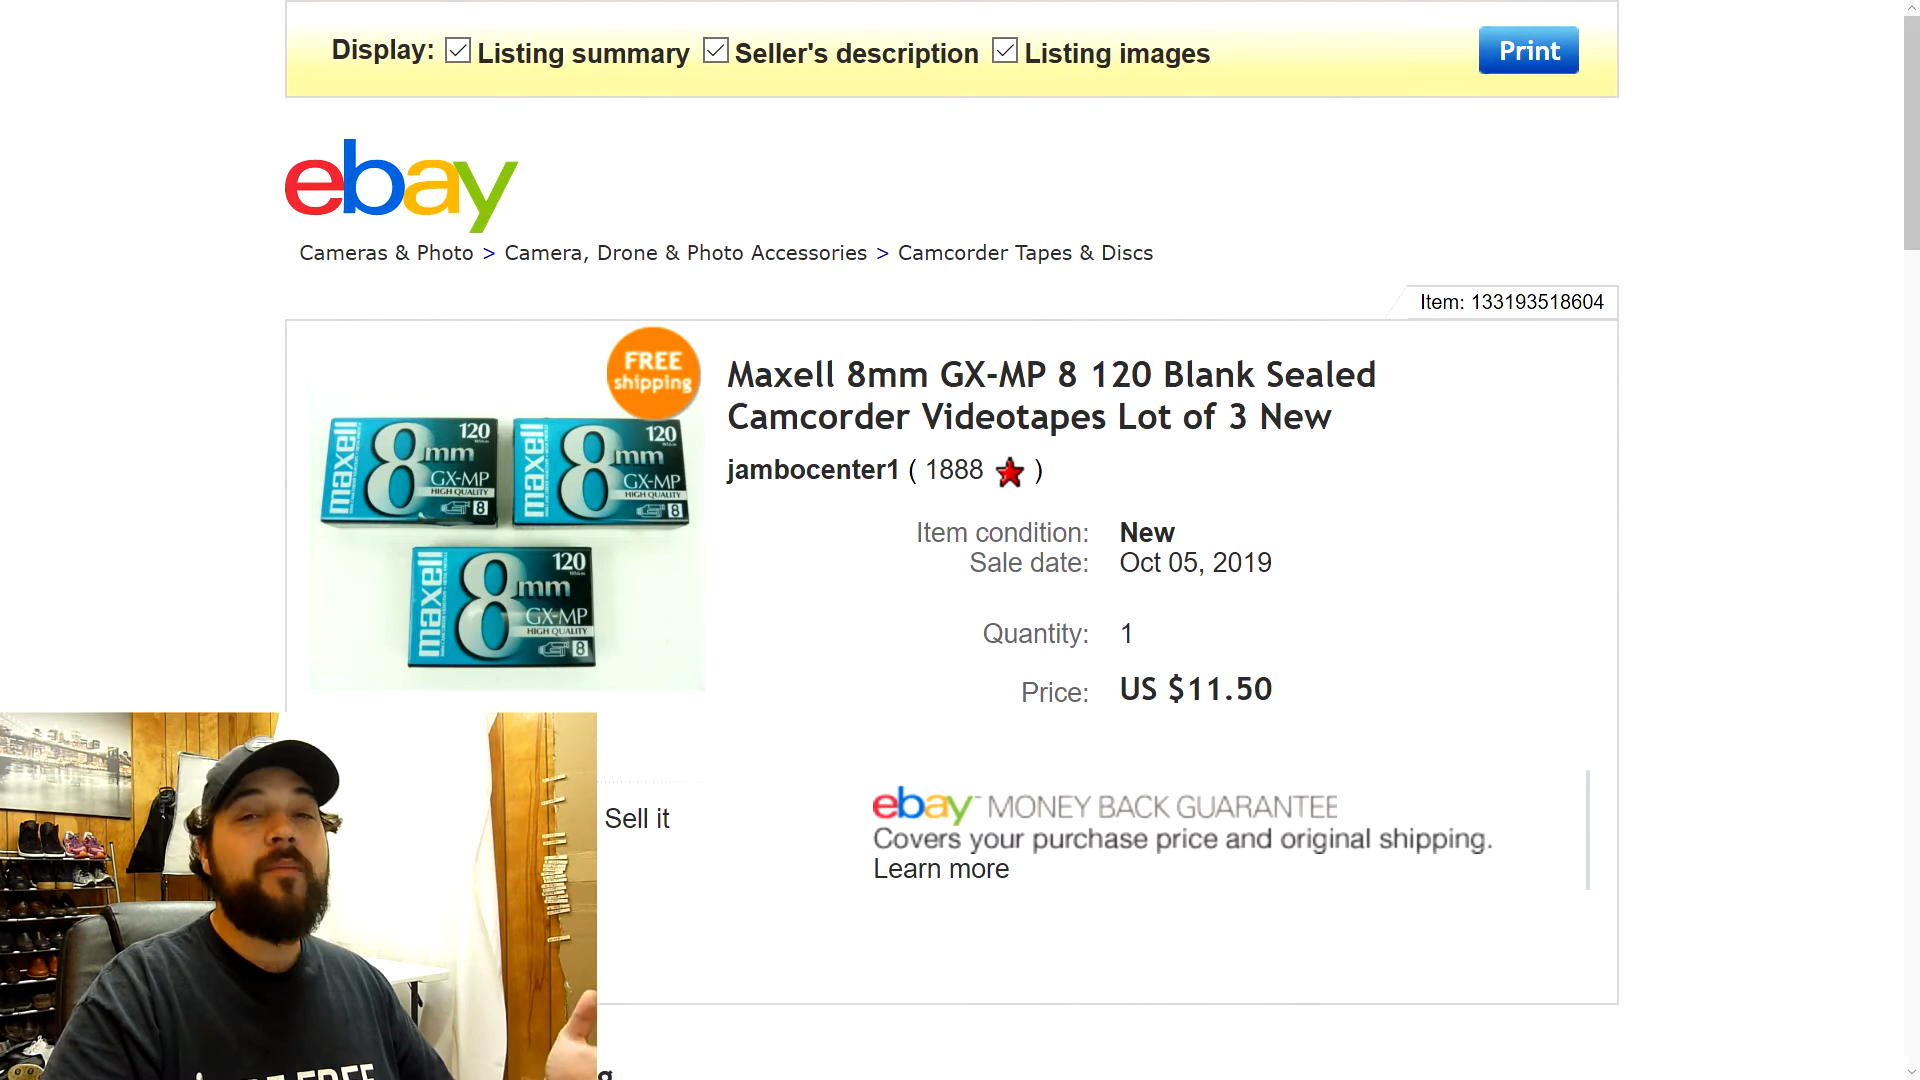 Display: Listing summary Seller's description Listing images
Print
ebay
Cameras & Photo > Camera, Drone & Photo Accessories > Camcorder Tapes & Discs
Item: 133193518604
FREE
shipping
Maxell 8mm GX-MP 8 120 Blank Sealed
Camcorder Videotapes Lot of 3 New
jambocenter1 ( 1888 )
maxell
120
8mm
GX-MP
HIGH QUALITY
8
maxell
120
8mm
GX-MP
HIGH QUALITY
8
maxell
120
8mm
GX-MP
HIGH QUALITY
8
Item condition: New
Sale date: Oct 05, 2019
Quantity: 1
Price: US $11.50
Sell it
ebay MONEY BACK GUARANTEE
Covers your purchase price and original shipping.
Learn more
FREE